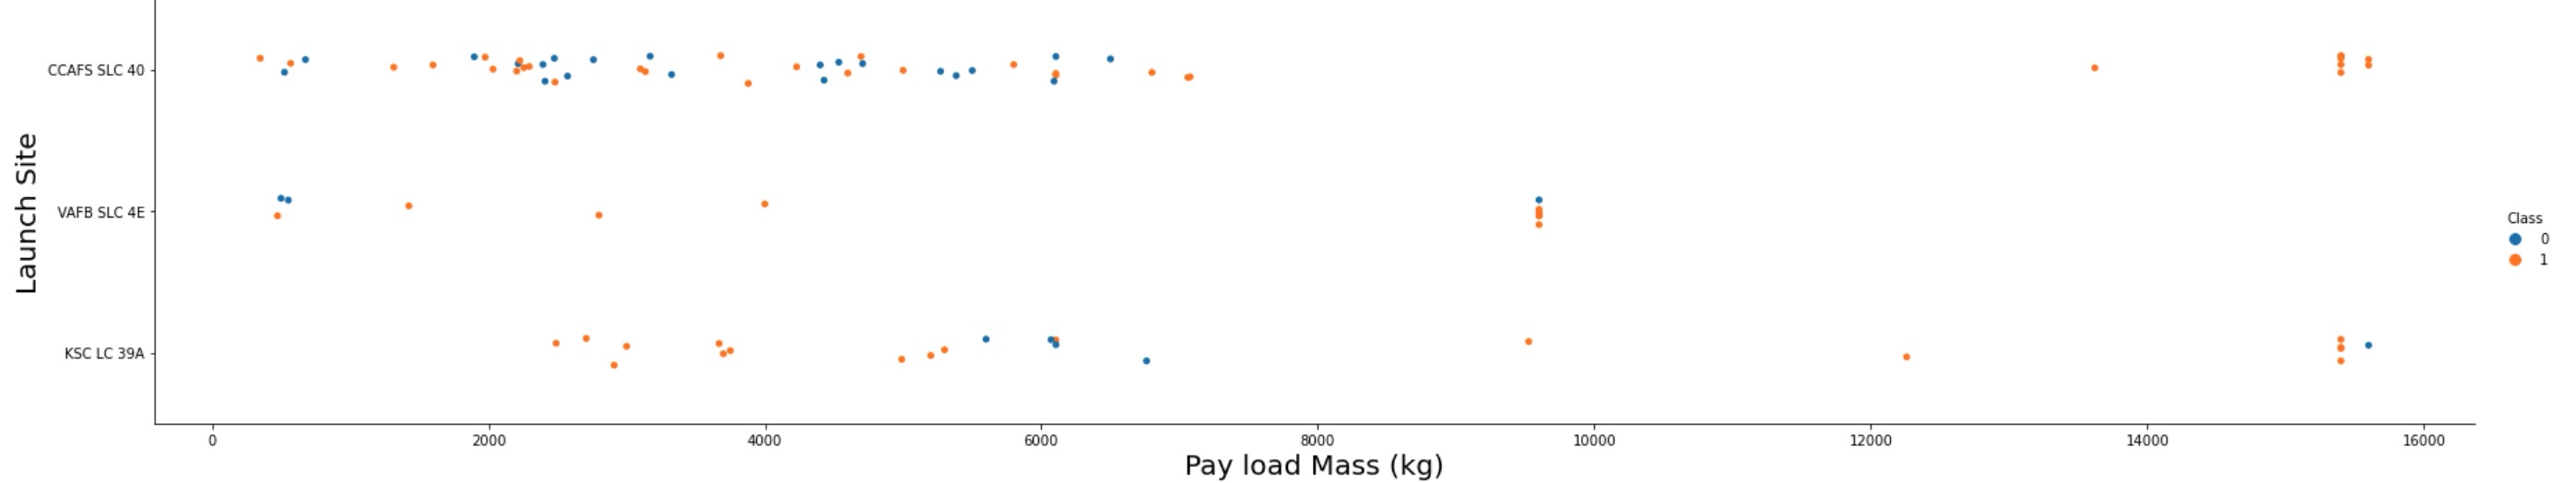 CCAFS SLC 40
VAFB SLC 4E
KSC LC 39A
Launch Site
0 2000 4000 6000 8000 10000 12000 14000 16000
Pay load Mass (kg)
Class
0
1